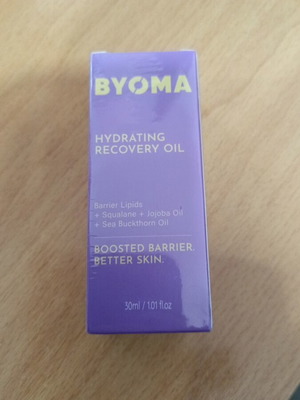 BYOMA
HYDRATING
RECOVERY OIL
Barrier Lipids
+ Squalane + Jojoba Oil
+ Sea Buckthorn Oil
BOOSTED BARRIER.
BETTER SKIN.
30ml / 1.01 fl.oz